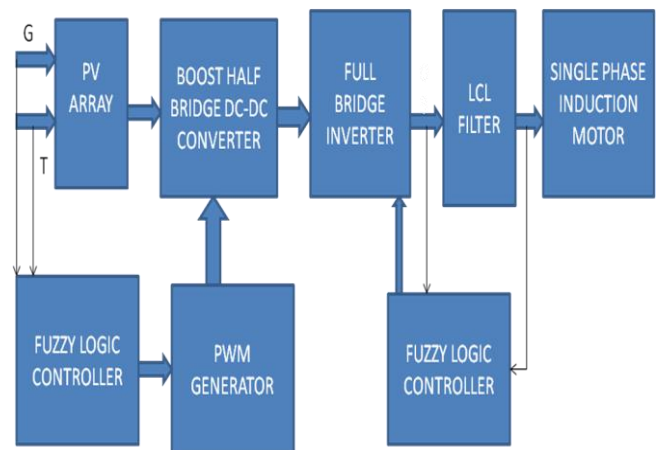 G
T
PV
ARRAY
BOOST HALF
BRIDGE DC-DC
CONVERTER
FULL
BRIDGE
INVERTER
LCL
FILTER
SINGLE PHASE
INDUCTION
MOTOR
FUZZY LOGIC
CONTROLLER
PWM
GENERATOR
FUZZY LOGIC
CONTROLLER